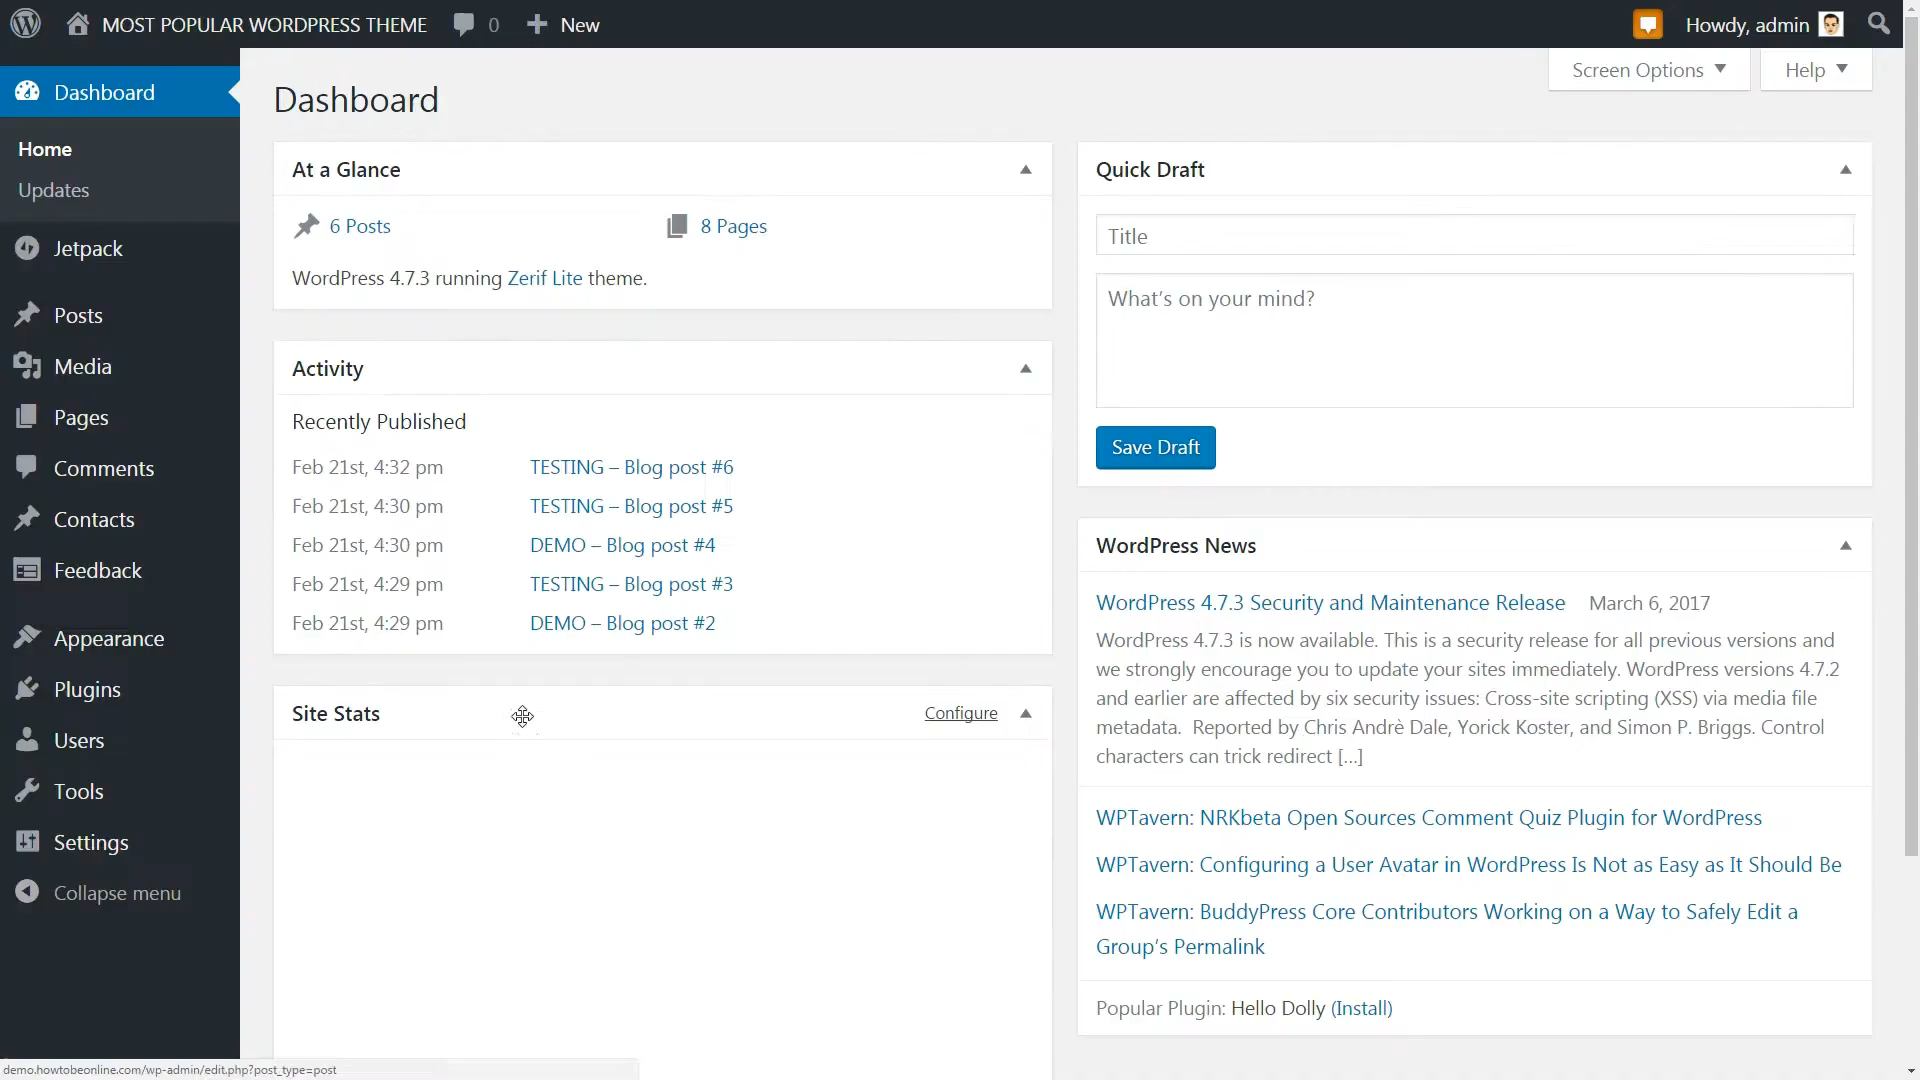 MOST POPULAR WORDPRESS THEME 0 New Howdy, admin
Screen Options Help
Dashboard
Home
Updates
Jetpack
Posts
Media
Pages
Comments
Contacts
Feedback
Appearance
Plugins
Users
Tools
Settings
Collapse menu
Dashboard
At a Glance
6 Posts 8 Pages
WordPress 4.7.3 running Zerif Lite theme.
Activity
Recently Published
Feb 21st, 4:32 pm TESTING – Blog post #6
Feb 21st, 4:30 pm TESTING – Blog post #5
Feb 21st, 4:30 pm DEMO – Blog post #4
Feb 21st, 4:29 pm TESTING – Blog post #3
Feb 21st, 4:29 pm DEMO – Blog post #2
Site Stats Configure
Quick Draft
Title
What's on your mind?
Save Draft
WordPress News
WordPress 4.7.3 Security and Maintenance Release March 6, 2017
WordPress 4.7.3 is now available. This is a security release for all previous versions and
we strongly encourage you to update your sites immediately. WordPress versions 4.7.2
and earlier are affected by six security issues: Cross-site scripting (XSS) via media file
metadata. Reported by Chris Andrè Dale, Yorick Koster, and Simon P. Briggs. Control
characters can trick redirect […]
WPTavern: NRKbeta Open Sources Comment Quiz Plugin for WordPress
WPTavern: Configuring a User Avatar in WordPress Is Not as Easy as It Should Be
WPTavern: BuddyPress Core Contributors Working on a Way to Safely Edit a
Group's Permalink
Popular Plugin: Hello Dolly (Install)
demo.howtobeonline.com/wp-admin/edit.php?post_type=post